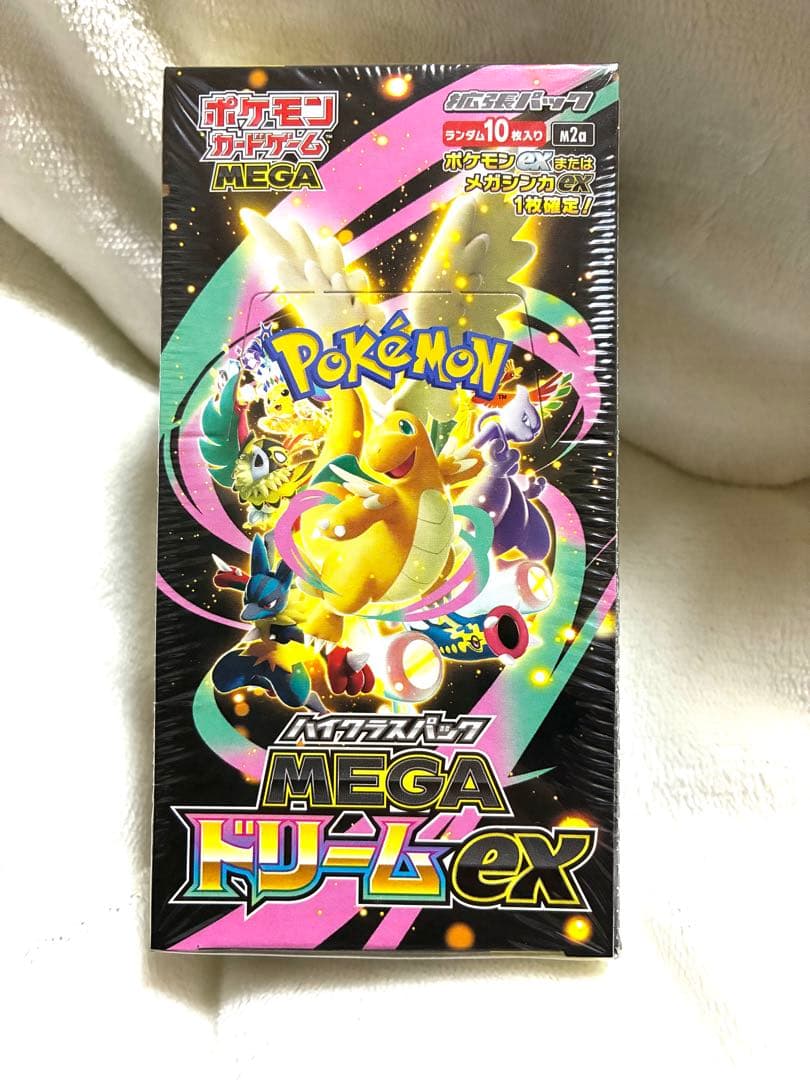 ポケモン
カードゲーム™
MEGA
拡張パック
ランダム10枚入り M2a
ポケモンexまたは
メガシンカex
1枚確定!
POKéMON™
ハイクラスパック
MEGA
ドリームex